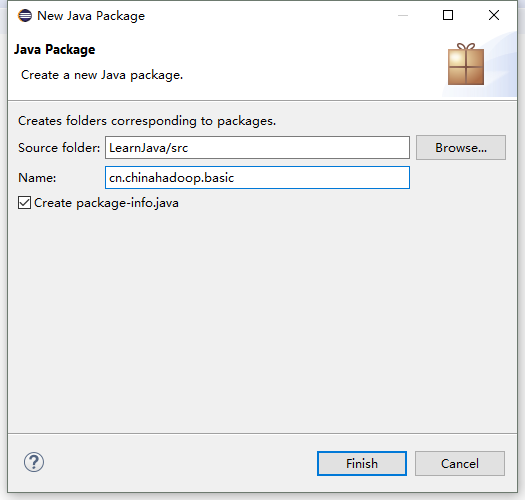 New Java Package
Java Package
Create a new Java package.
Creates folders corresponding to packages.
Source folder: LearnJava/src Browse...
Name: cn.chinahadoop.basic
Create package-info.java
? Finish Cancel